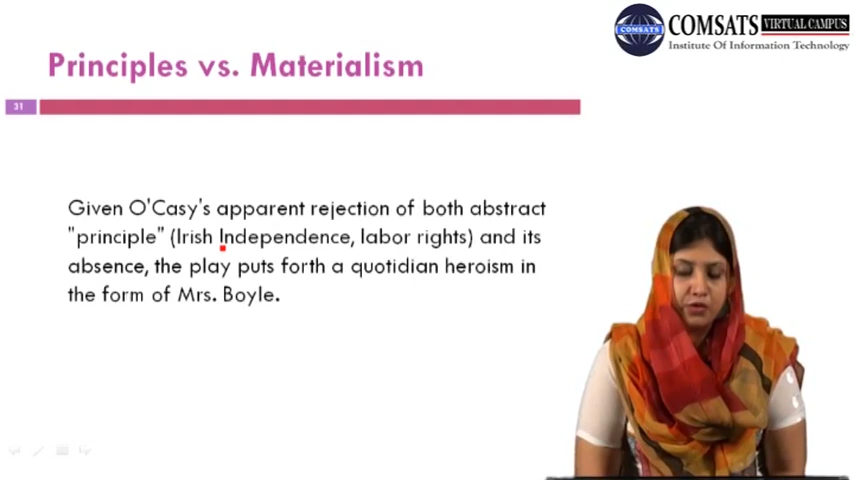 COMSATS VIRTUAL CAMPUS
Institute Of Information Technology
COMSATS
Principles vs. Materialism
31
Given O'Casy's apparent rejection of both abstract
"principle" (Irish Independence, labor rights) and its
absence, the play puts forth a quotidian heroism in
the form of Mrs. Boyle.